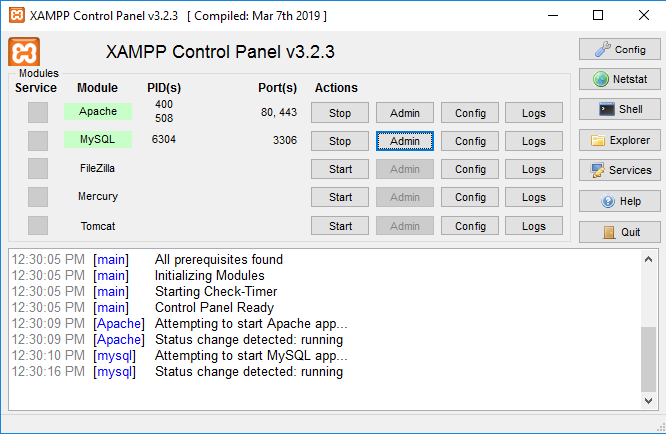 XAMPP Control Panel v3.2.3 [ Compiled: Mar 7th 2019 ]
XAMPP Control Panel v3.2.3
Config
Modules
Service Module PID(s) Port(s) Actions
Netstat
Apache 400 508 80, 443 Stop Admin Config Logs
Shell
MySQL 6304 3306 Stop Admin Config Logs
Explorer
FileZilla Start Admin Config Logs
Services
Mercury Start Admin Config Logs
Help
Tomcat Start Admin Config Logs
Quit
12:30:05 PM [main] All prerequisites found
12:30:05 PM [main] Initializing Modules
12:30:05 PM [main] Starting Check-Timer
12:30:05 PM [main] Control Panel Ready
12:30:09 PM [Apache] Attempting to start Apache app...
12:30:09 PM [Apache] Status change detected: running
12:30:10 PM [mysql] Attempting to start MySQL app...
12:30:16 PM [mysql] Status change detected: running